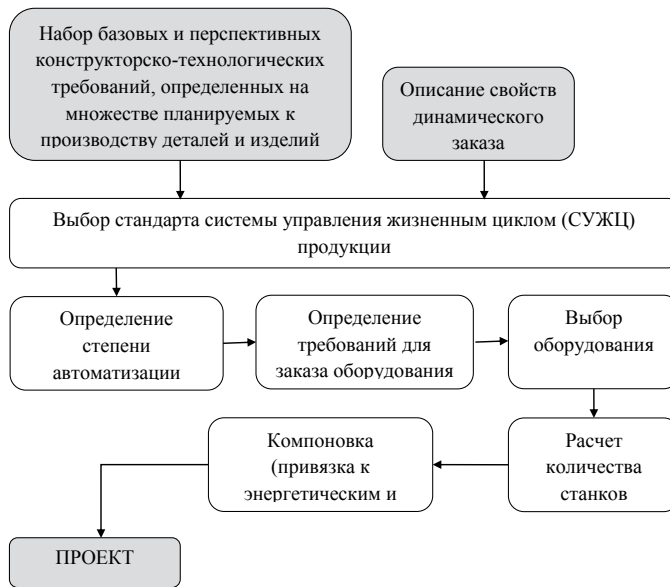 Набор базовых и перспективных
конструкторско-технологических
требований, определенных на
множестве планируемых к
производству деталей и изделий
Описание свойств
динамического
заказа
Выбор стандарта системы управления жизненным циклом (СУЖЦ)
продукции
Определение
степени
автоматизации
Определение
требований для
заказа оборудования
Выбор
оборудования
Компоновка
(привязка к
энергетическим и
Расчет
количества
станков
ПРОЕКТ